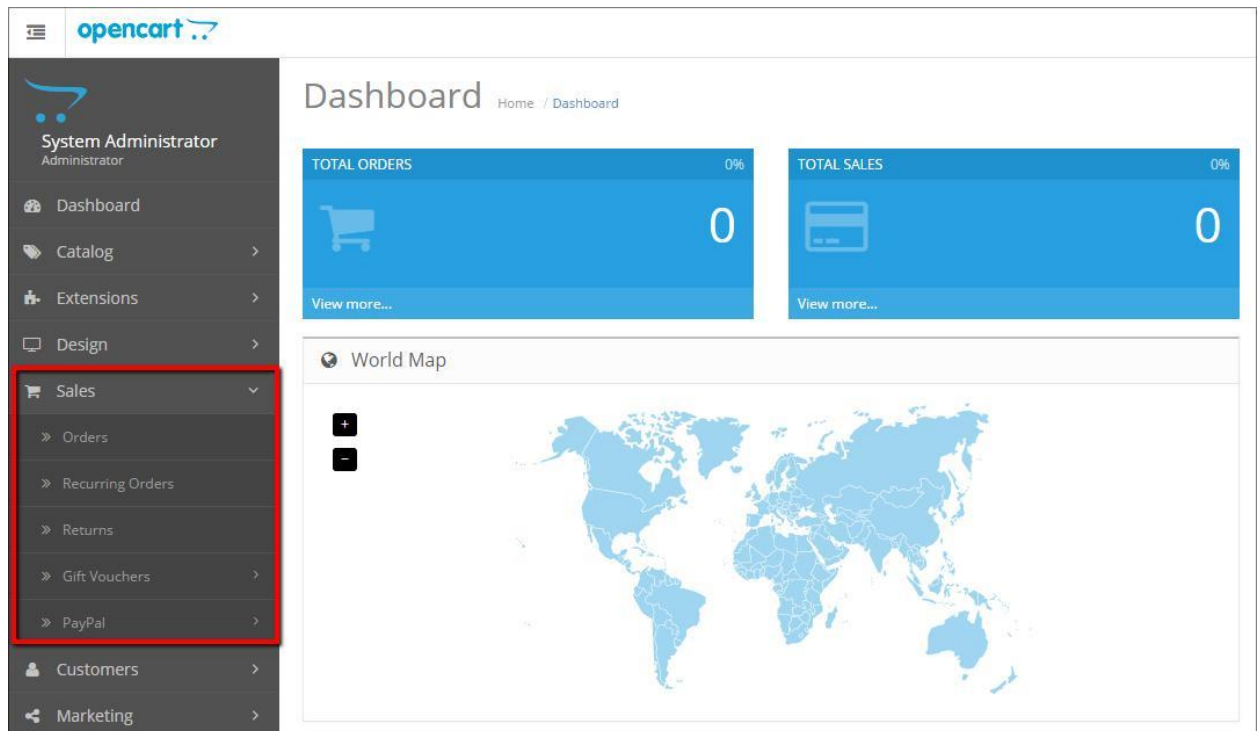 opencart
System Administrator
Administrator
Dashboard
Catalog
Extensions
Design
Sales
Orders
Recurring Orders
Returns
Gift Vouchers
PayPal
Customers
Marketing
Dashboard Home / Dashboard
TOTAL ORDERS 0%
0
View more...
TOTAL SALES 0%
0
View more...
World Map
+
-